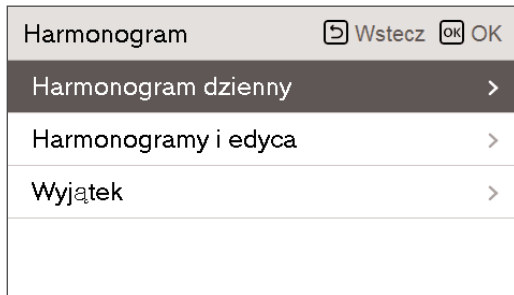 Harmonogram Wstecz OK OK
Harmonogram dzienny >
Harmonogramy i edyca >
Wyjątek >